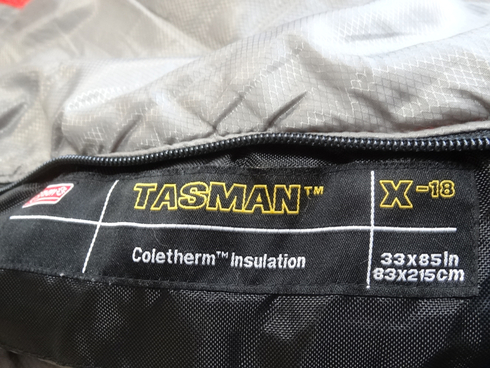 TASMAN™
X-18
Coletherm™ Insulation
33X85In
83X215cm